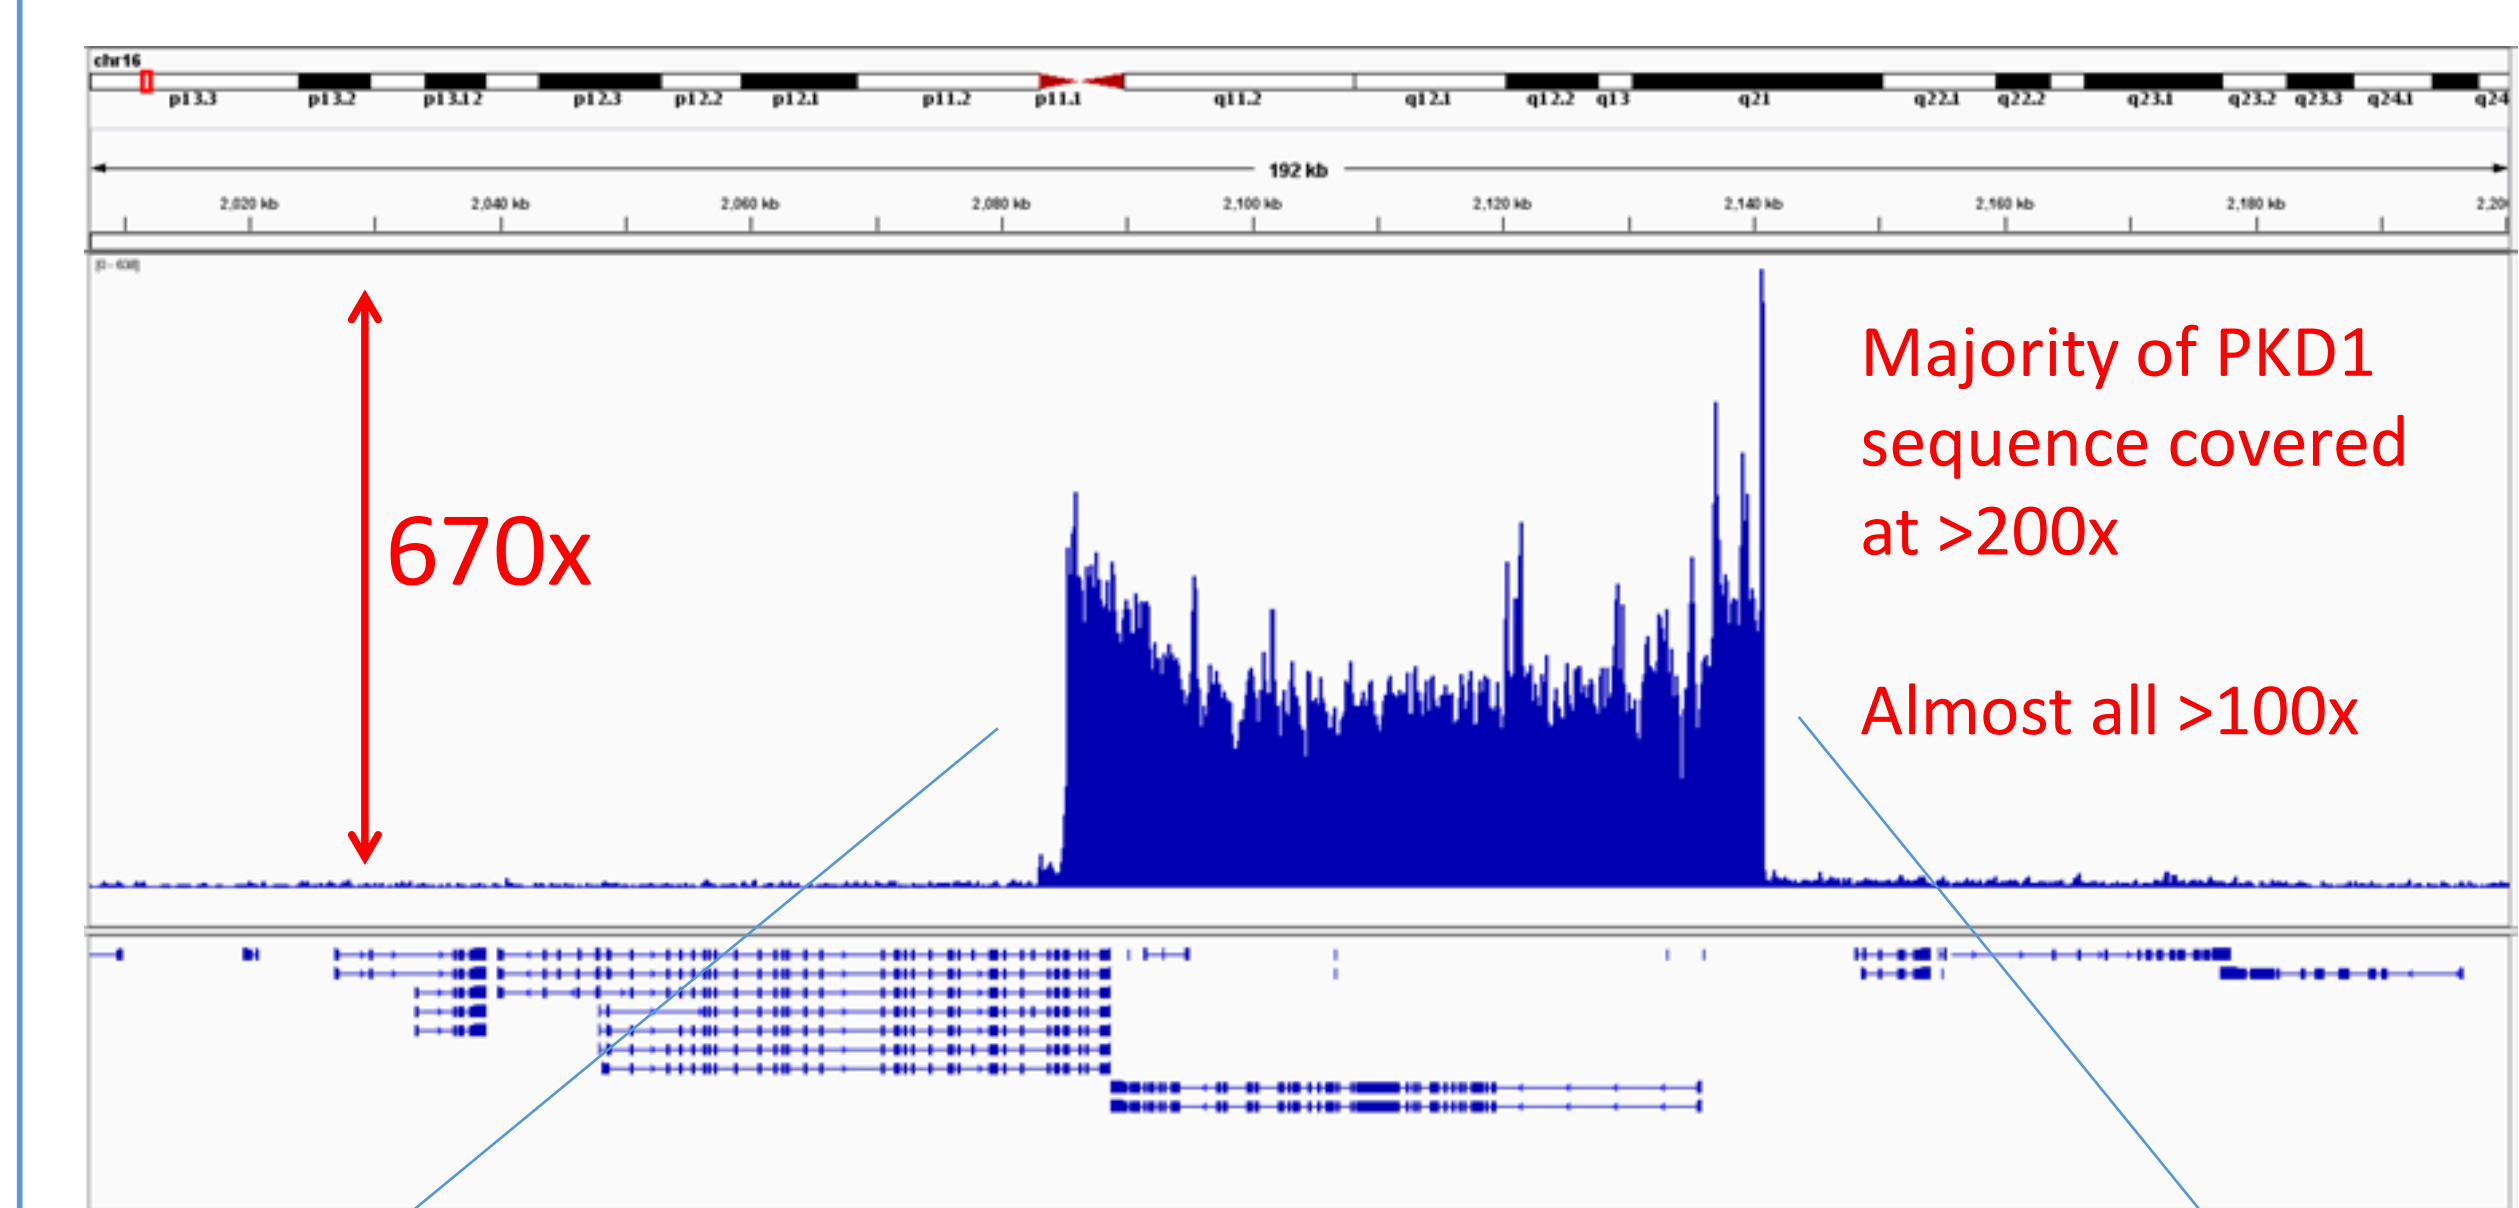 chr16
p13.3 p13.2 p13.12 p12.3 p12.2 p12.1 p11.2 p11.1 q11.2 q12.1 q12.2 q13 q21 q22.1 q22.2 q23.1 q23.2 q23.3 q24.1 q24
192 kb
2,020 kb 2,040 kb 2,060 kb 2,080 kb 2,100 kb 2,120 kb 2,140 kb 2,160 kb 2,180 kb 2,20
Majority of PKD1
sequence covered
at >200x
670x
Almost all >100x